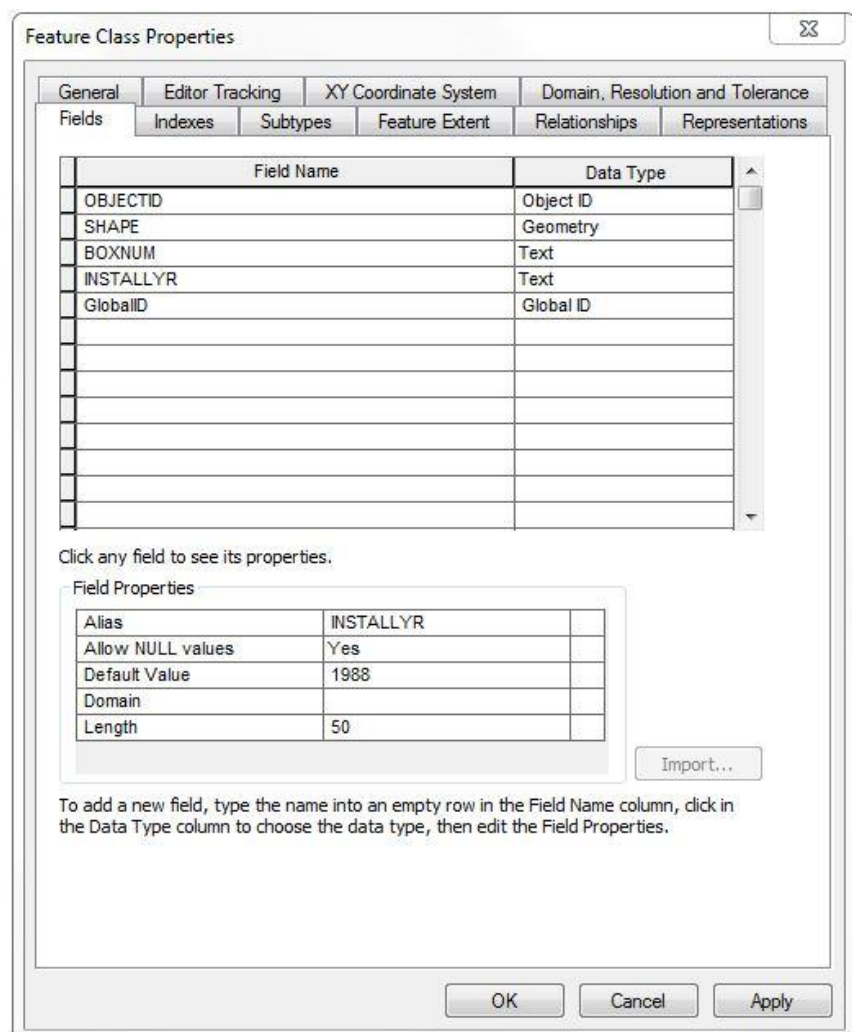 Feature Class Properties
General Editor Tracking XY Coordinate System Domain, Resolution and Tolerance
Fields Indexes Subtypes Feature Extent Relationships Representations
Field Name Data Type
OBJECTID Object ID
SHAPE Geometry
BOXNUM Text
INSTALLYR Text
GlobalID Global ID
Click any field to see its properties.
Field Properties
Alias INSTALLYR
Allow NULL values Yes
Default Value 1988
Domain
Length 50
Import...
To add a new field, type the name into an empty row in the Field Name column, click in
the Data Type column to choose the data type, then edit the Field Properties.
OK Cancel Apply